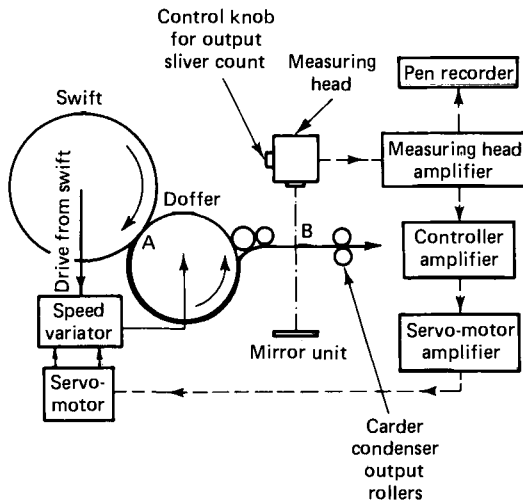 Control knob
for output
sliver count
Measuring
head
Pen recorder
Swift
Measuring head
amplifier
Drive from swift
Doffer
A
B
Controller
amplifier
Speed
variator
Mirror unit
Servo-motor
amplifier
Servo-
motor
Carder
condenser
output
rollers